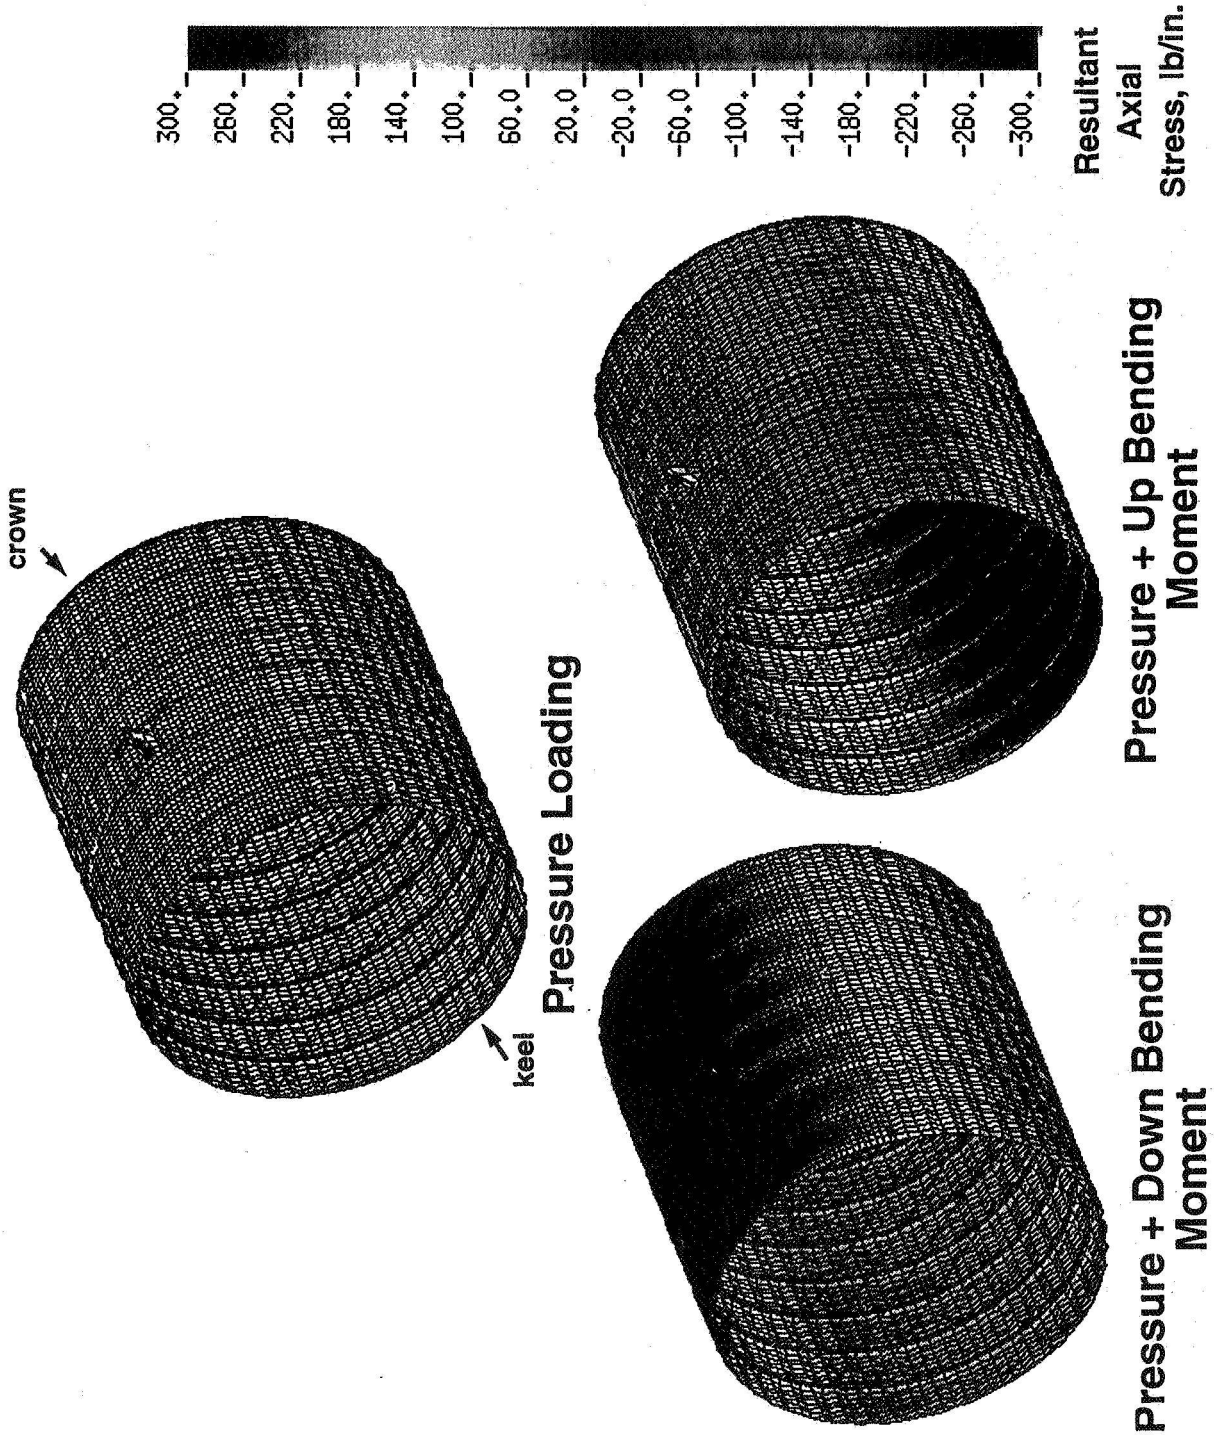 crown
keel
Pressure Loading
Pressure + Down Bending
Moment
Pressure + Up Bending
Moment
300.
260.
220.
180.
140.
100.
60.0
20.0
-20.0
-60.0
-100.
-140.
-180.
-220.
-260.
-300.
Resultant
Axial
Stress, lb/in.